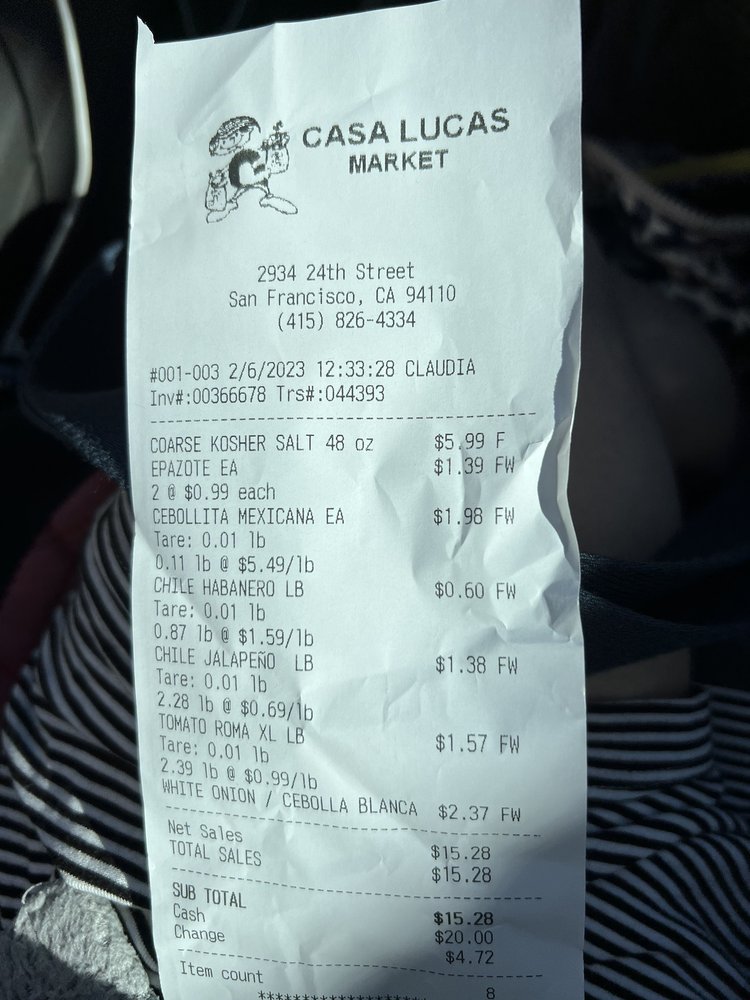 CASA LUCAS
MARKET
2934 24th Street
San Francisco, CA 94110
(415) 826-4334
#001-003 2/6/2023 12:33:28 CLAUDIA
Inv#:00366678 Trs#:044393
COARSE KOSHER SALT 48 oz $5.99 F
EPAZOTE EA $1.39 FW
2 @ $0.99 each
CEBOLLITA MEXICANA EA $1.98 FW
Tare: 0.01 lb
0.11 lb @ $5.49/lb
CHILE HABANERO LB $0.60 FW
Tare: 0.01 lb
0.87 lb @ $1.59/lb
CHILE JALAPEÑO LB $1.38 FW
Tare: 0.01 lb
2.28 lb @ $0.69/lb
TOMATO ROMA XL LB $1.57 FW
Tare: 0.01 lb
2.39 lb @ $0.99/lb
WHITE ONION / CEBOLLA BLANCA $2.37 FW
Net Sales $15.28
TOTAL SALES $15.28
SUB TOTAL $15.28
Cash $20.00
Change $4.72
Item count 8
*********************